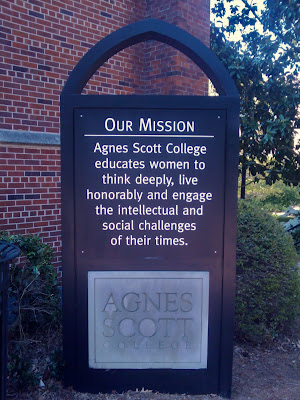 OUR MISSION
Agnes Scott College
educates women to
think deeply, live
honorably and engage
the intellectual and
social challenges
of their times.
AGNES
SCOTT
COLLEGE